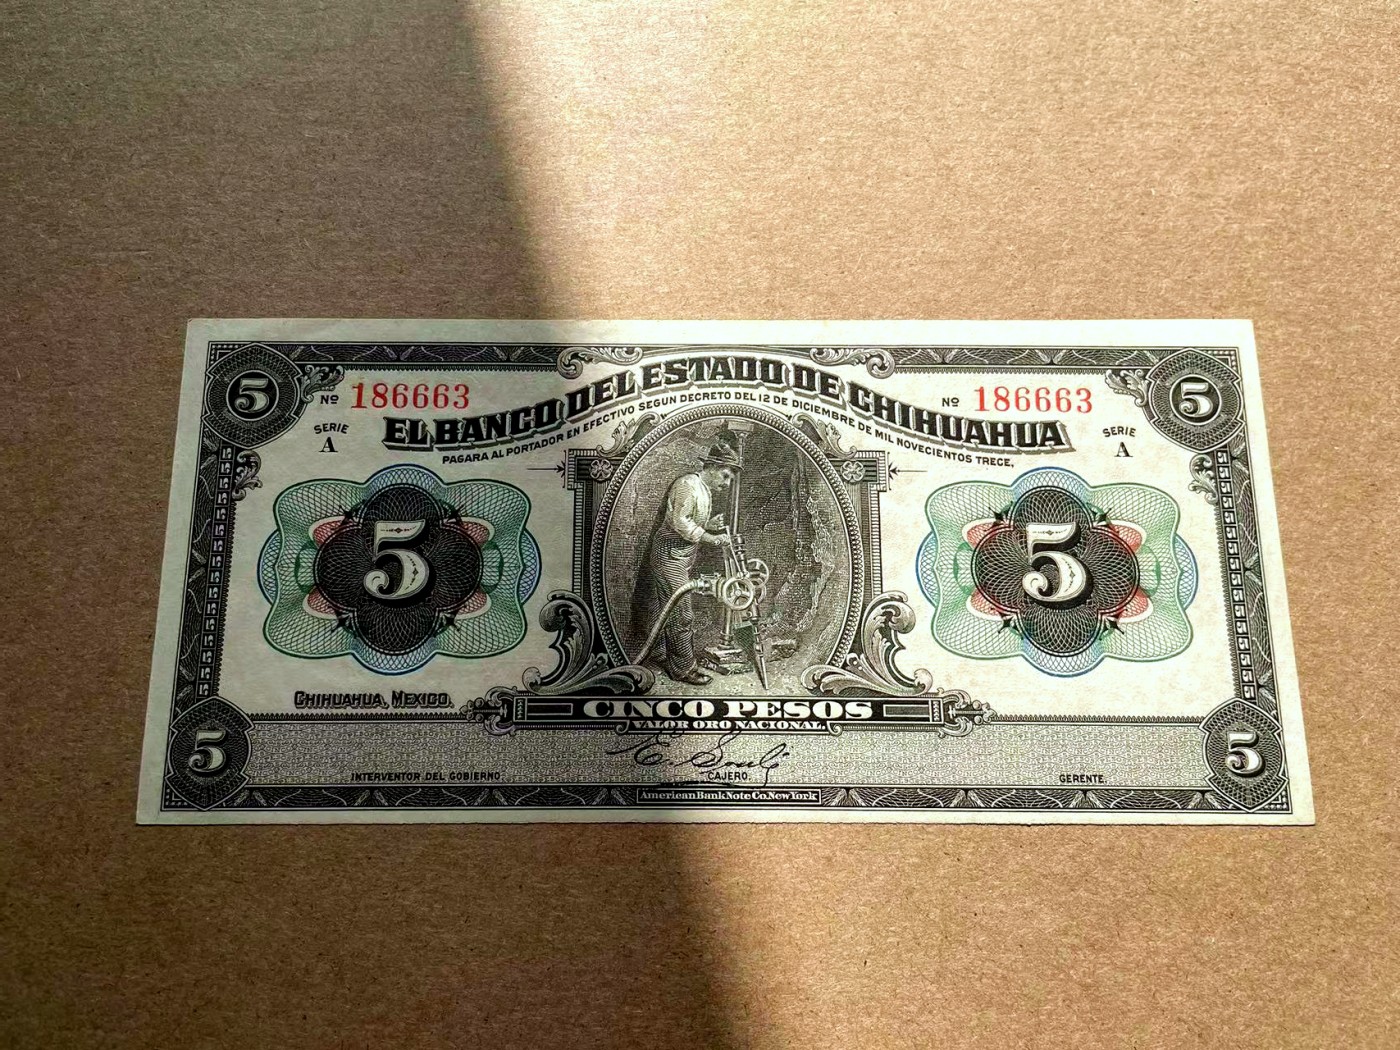 5
5
Nº 186663
Nº 186663
EL BANCO DEL ESTADO DE CHIHUAHUA
PAGARA AL PORTADOR EN EFECTIVO SEGUN DECRETO DEL 12 DE DICIEMBRE DE MIL NOVECIENTOS TRECE.
SERIE
A
SERIE
A
5
5
CHIHUAHUA, MEXICO.
CINCO PESOS
VALOR ORO NACIONAL.
5
5
INTERVENTOR DEL GOBIERNO
CAJERO.
GERENTE.
American Bank Note Co. New York